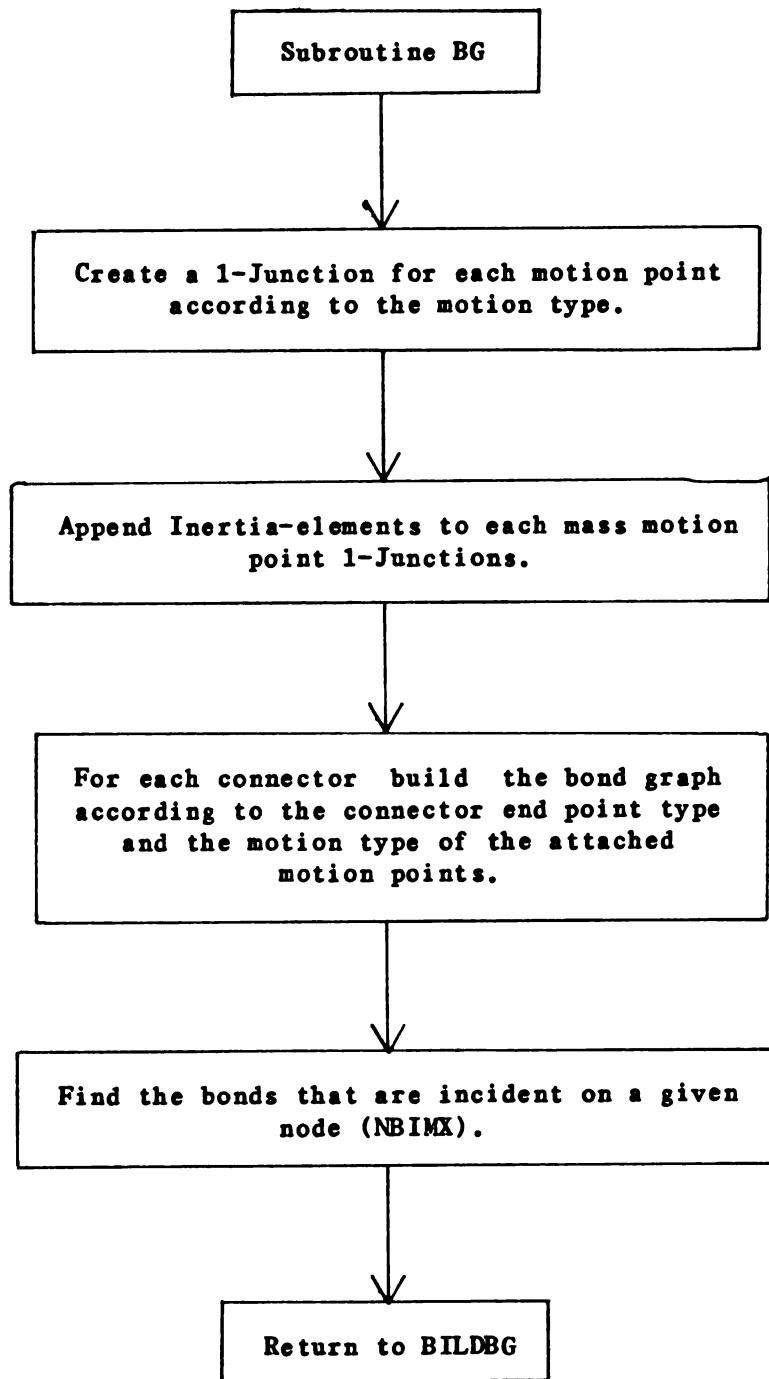 Subroutine BG
Create a 1-Junction for each motion point
according to the motion type.
Append Inertia-elements to each mass motion
point 1-Junctions.
For each connector build the bond graph
according to the connector end point type
and the motion type of the attached
motion points.
Find the bonds that are incident on a given
node (NBIMX).
Return to BILDBG